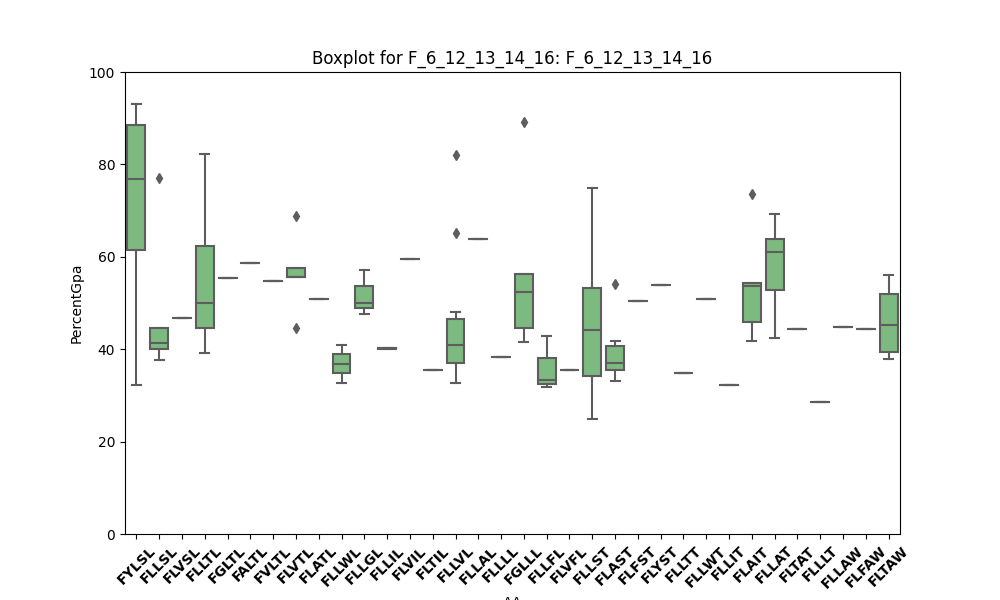 Boxplot for F_6_12_13_14_16: F_6_12_13_14_16
PercentGpa
100
80
60
40
20
0
FYLSL
FLLSL
FLVSL
FLLTL
FGLTL
FALTL
FVLTL
FLVTL
FLATL
FLLWL
FLLGL
FLLIL
FLVIL
FLTIL
FLLVL
FLLAL
FLLLL
FGLLL
FLLFL
FLVFL
FLLST
FLAST
FLFST
FLYST
FLLTT
FLLWT
FLLIT
FLAIT
FLLAT
FLTAT
FLLLT
FLLAW
FLFAW
FLTAW